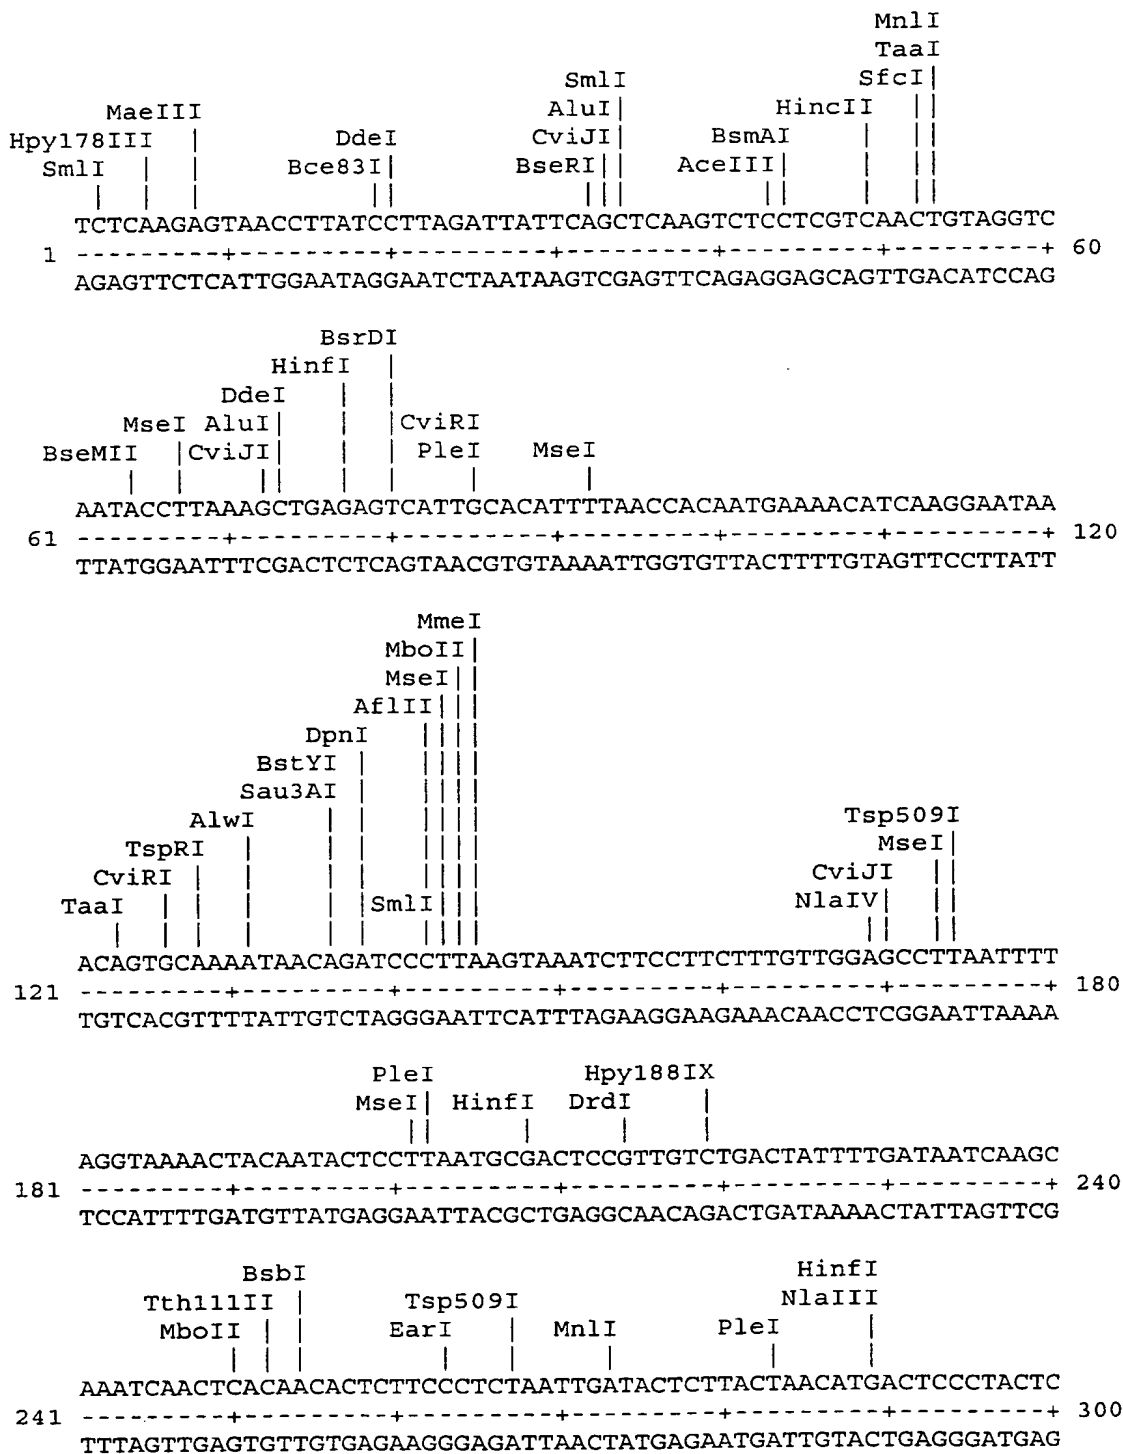 MnlI
TaaI
SmlI SfcI
MaeIII AluI HincII
Hpy178III DdeI CviJI BsmAI
SmlI Bce83I BseRI AceIII
TCTCAAGAGTAACCTTATCCTTAGATTATTCAGCTCAAGTCTCCTCGTCAACTGTAGGTC
1 ---------+---------+---------+---------+---------+---------+ 60
AGAGTTCTCATTGGAATAGGAATCTAATAAGTCGAGTTCAGAGGAGCAGTTGACATCCAG
BsrDI
HinfI
DdeI
MseI AluI CviRI
BseMII CviJI PleI MseI
AATACCTTAAAGCTGAGAGTCATTGCACATTTTAACCACAATGAAAACATCAAGGAATAA
61 ---------+---------+---------+---------+---------+---------+ 120
TTATGGAATTTCGACTCTCAGTAACGTGTAAAATTGGTGTTACTTTTGTAGTTCCTTATT
MmeI
MboII
MseI
AflII
DpnI
BstYI
Sau3AI
AlwI Tsp509I
TspRI MseI
CviRI CviJI
TaaI SmlI NlaIV
ACAGTGCAAAATAACAGATCCCTTAAGTAAATCTTCCTTCTTTGTTGGAGCCTTAATTTT
121 ---------+---------+---------+---------+---------+---------+ 180
TGTCACGTTTTATTGTCTAGGGAATTCATTTAGAAGGAAGAAACAACCTCGGAATTAAAA
PleI Hpy188IX
MseI HinfI DrdI
AGGTAAAACTACAATACTCCTTAATGCGACTCCGTTGTCTGACTATTTTGATAATCAAGC
181 ---------+---------+---------+---------+---------+---------+ 240
TCCATTTTGATGTTATGAGGAATTACGCTGAGGCAACAGACTGATAAAACTATTAGTTCG
BsbI HinfI
Tth111II Tsp509I NlaIII
MboII EarI MnlI PleI
AAATCAACTCACAACACTCTTCCCTCTAATTGATACTCTTACTAACATGACTCCCTACTC
241 ---------+---------+---------+---------+---------+---------+ 300
TTTAGTTGAGTGTTGTGAGAAGGGAGATTAACTATGAGAATGATTGTACTGAGGGATGAG